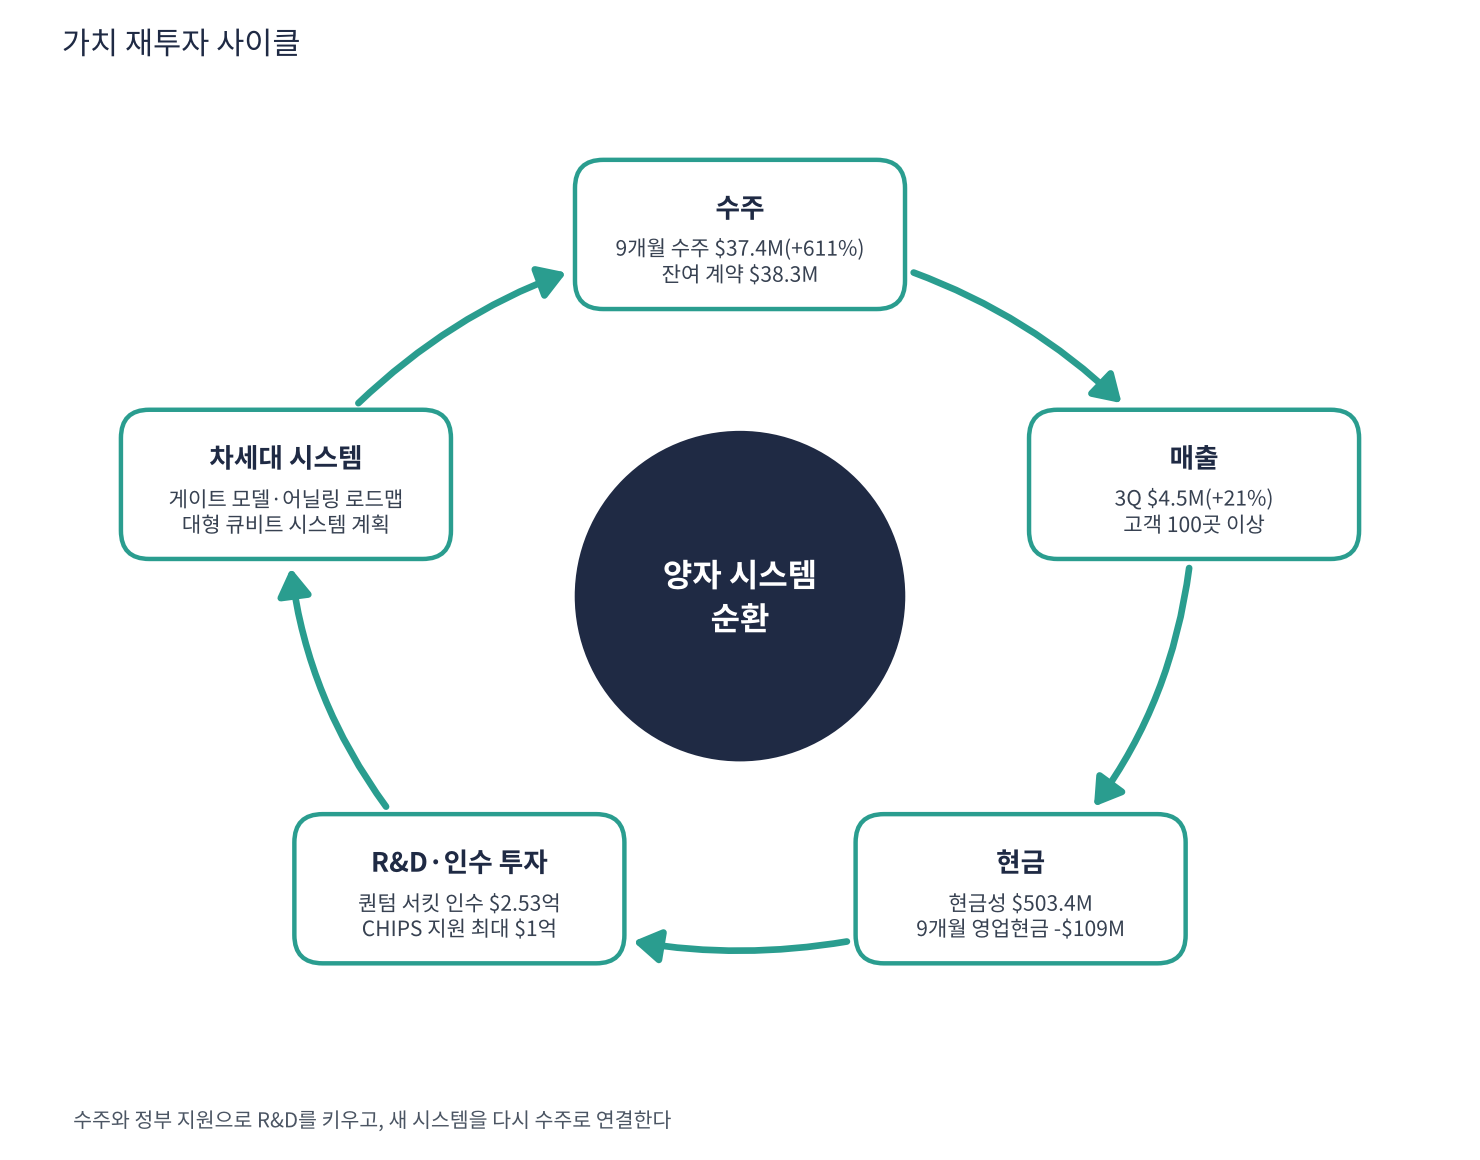 가치 재투자 사이클
수주
9개월 수주 $37.4M(+611%)
잔여 계약 $38.3M
차세대 시스템
게이트 모델·어닐링 로드맵
대형 큐비트 시스템 계획
매출
3Q $4.5M(+21%)
고객 100곳 이상
양자 시스템
순환
R&D·인수 투자
퀀텀 서킷 인수 $2.53억
CHIPS 지원 최대 $1억
현금
현금성 $503.4M
9개월 영업현금 -$109M
수주와 정부 지원으로 R&D를 키우고, 새 시스템을 다시 수주로 연결한다